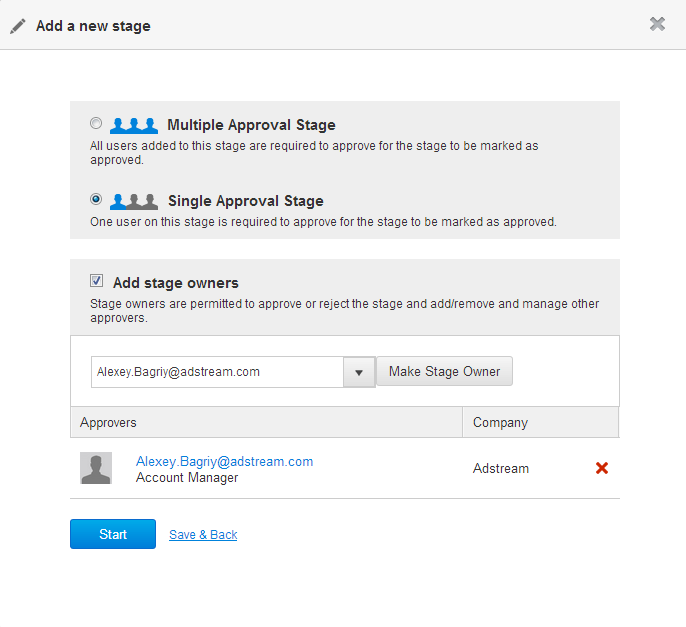 Add a new stage
Multiple Approval Stage
All users added to this stage are required to approve for the stage to be marked as
approved.
Single Approval Stage
One user on this stage is required to approve for the stage to be marked as approved.
Add stage owners
Stage owners are permitted to approve or reject the stage and add/remove and manage other
approvers.
Alexey.Bagriy@adstream.com
Make Stage Owner
Approvers
Company
Alexey.Bagriy@adstream.com
Account Manager
Adstream
Start
Save & Back